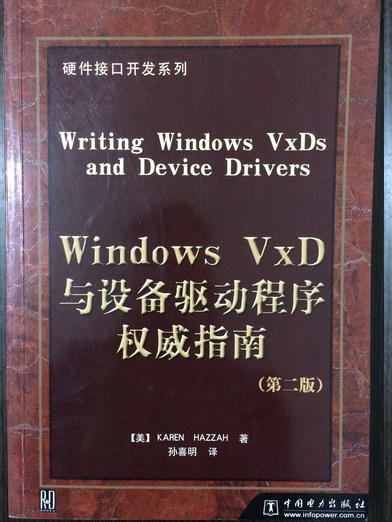 硬件接口开发系列
Writing Windows VxDs
and Device Drivers
Windows VxD
与设备驱动程序
权威指南
（第二版）
【美】 KAREN HAZZAH 著
孙喜明 译
中国电力出版社
www.infopower.com.cn